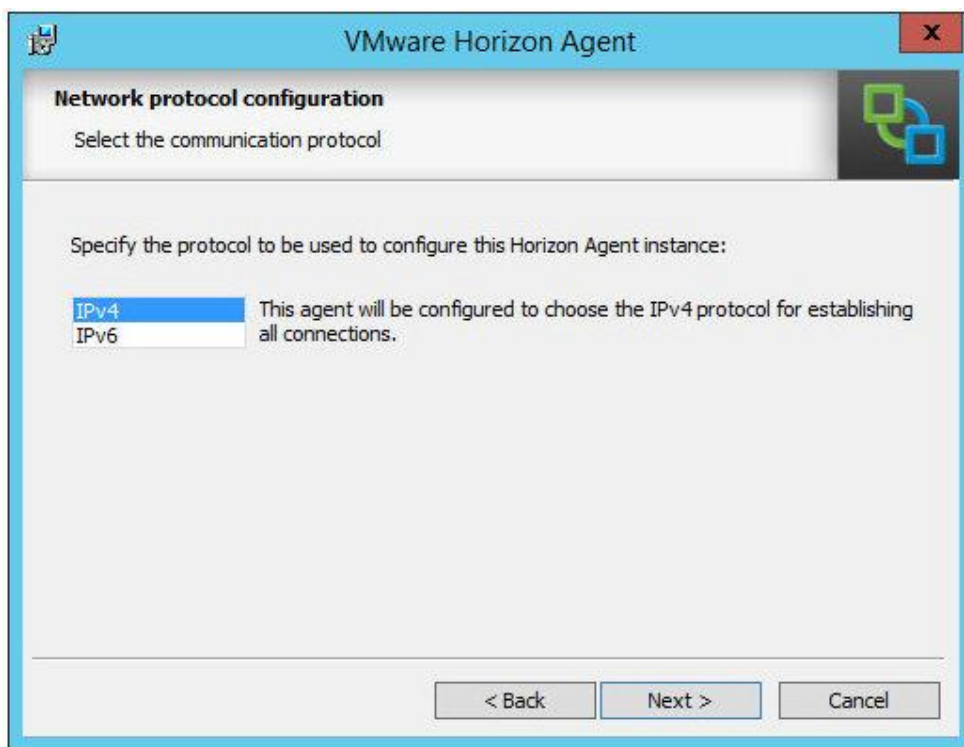 VMware Horizon Agent
x
Network protocol configuration
Select the communication protocol
Specify the protocol to be used to configure this Horizon Agent instance:
IPv4
IPv6
This agent will be configured to choose the IPv4 protocol for establishing
all connections.
< Back
Next >
Cancel